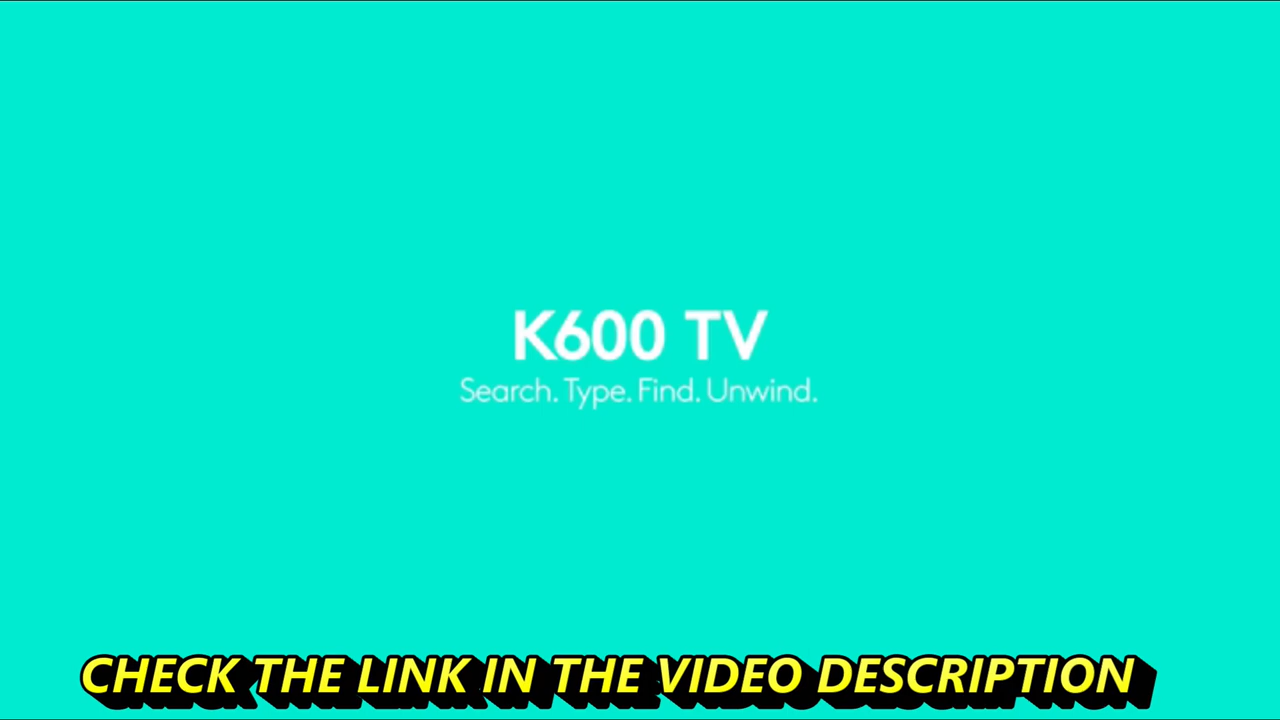 K600 TV
Search. Type. Find. Unwind.
CHECK THE LINK IN THE VIDEO DESCRIPTION